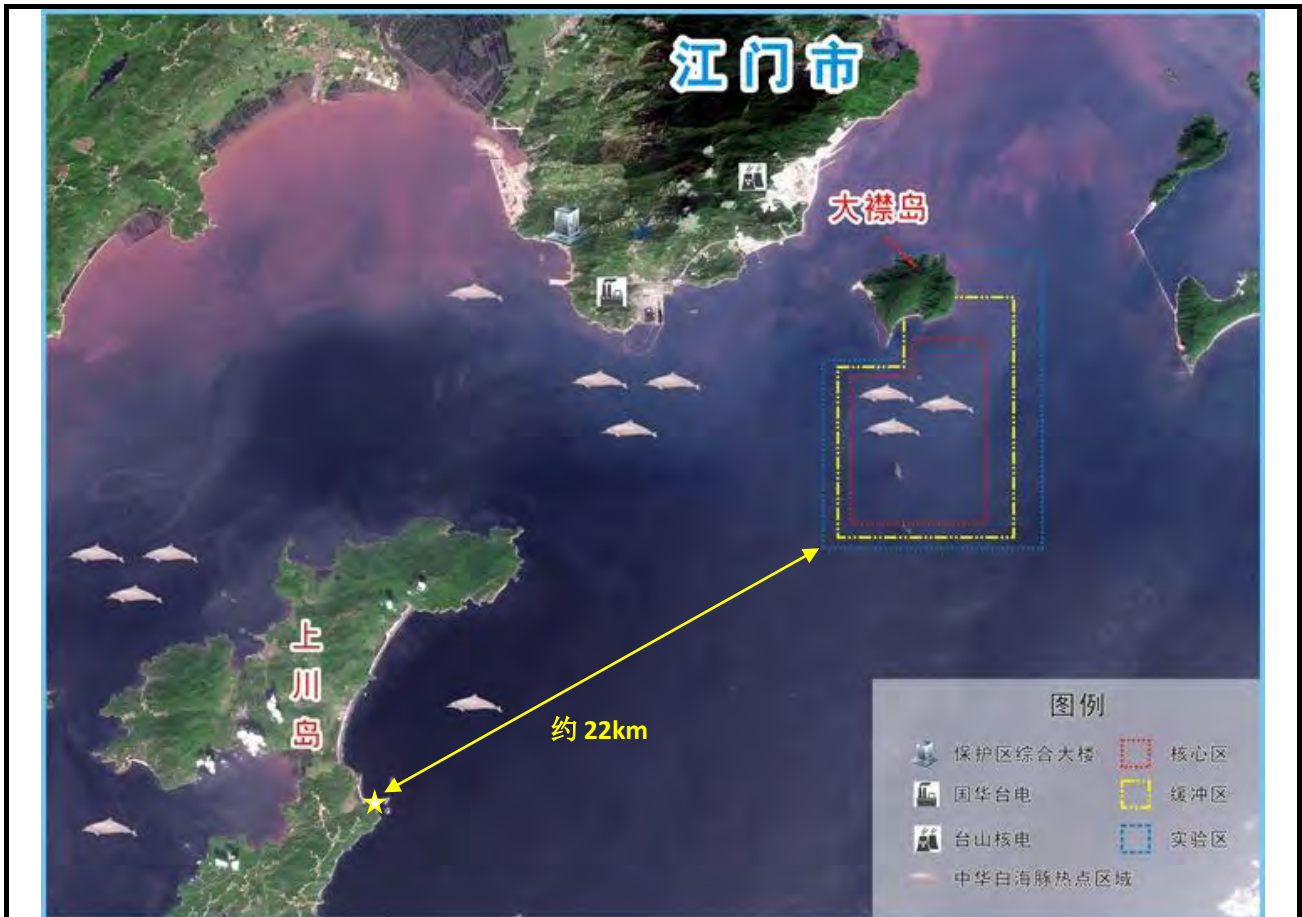 江门市
大襟岛
上川岛
约 22km
图例
保护区综合大楼
核心区
国华台电
缓冲区
台山核电
实验区
中华白海豚热点区域